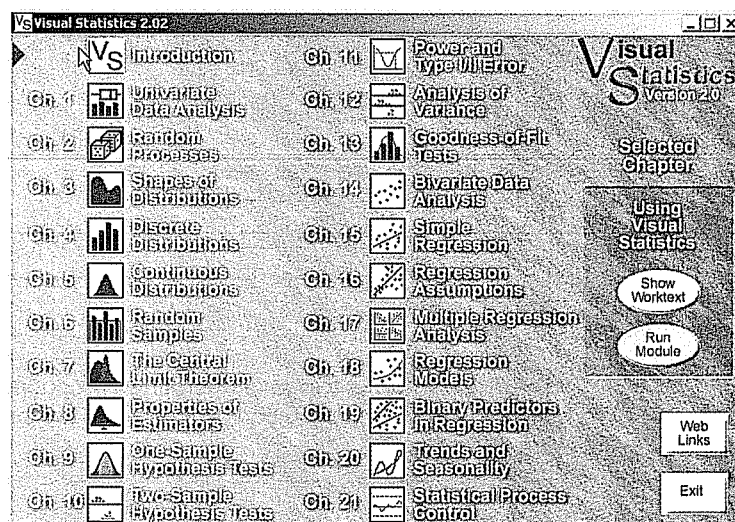 Visual Statistics 2.02
VS
Introduction
Ch. 1
Univariate
Data Analysis
Ch. 2
Random
Processes
Ch. 3
Shapes of
Distributions
Ch. 4
Discrete
Distributions
Ch. 5
Continuous
Distributions
Ch. 6
Random
Samples
Ch. 7
The Central
Limit Theorem
Ch. 8
Properties of
Estimators
Ch. 9
One-Sample
Hypothesis Tests
Ch. 10
Two-Sample
Hypothesis Tests
Ch. 11
Power and
Type I/II Error
Ch. 12
Analysis of
Variance
Ch. 13
Goodness-of-Fit
Tests
Ch. 14
Bivariate Data
Analysis
Ch. 15
Simple
Regression
Ch. 16
Regression
Assumptions
Ch. 17
Multiple Regression
Analysis
Ch. 18
Regression
Models
Ch. 19
Binary Predictors
In Regression
Ch. 20
Trends and
Seasonality
Ch. 21
Statistical Process
Control
Visual
Statistics
Version 2.0
Selected
Chapter
Using
Visual
Statistics
Show
Worktext
Run
Module
Web
Links
Exit